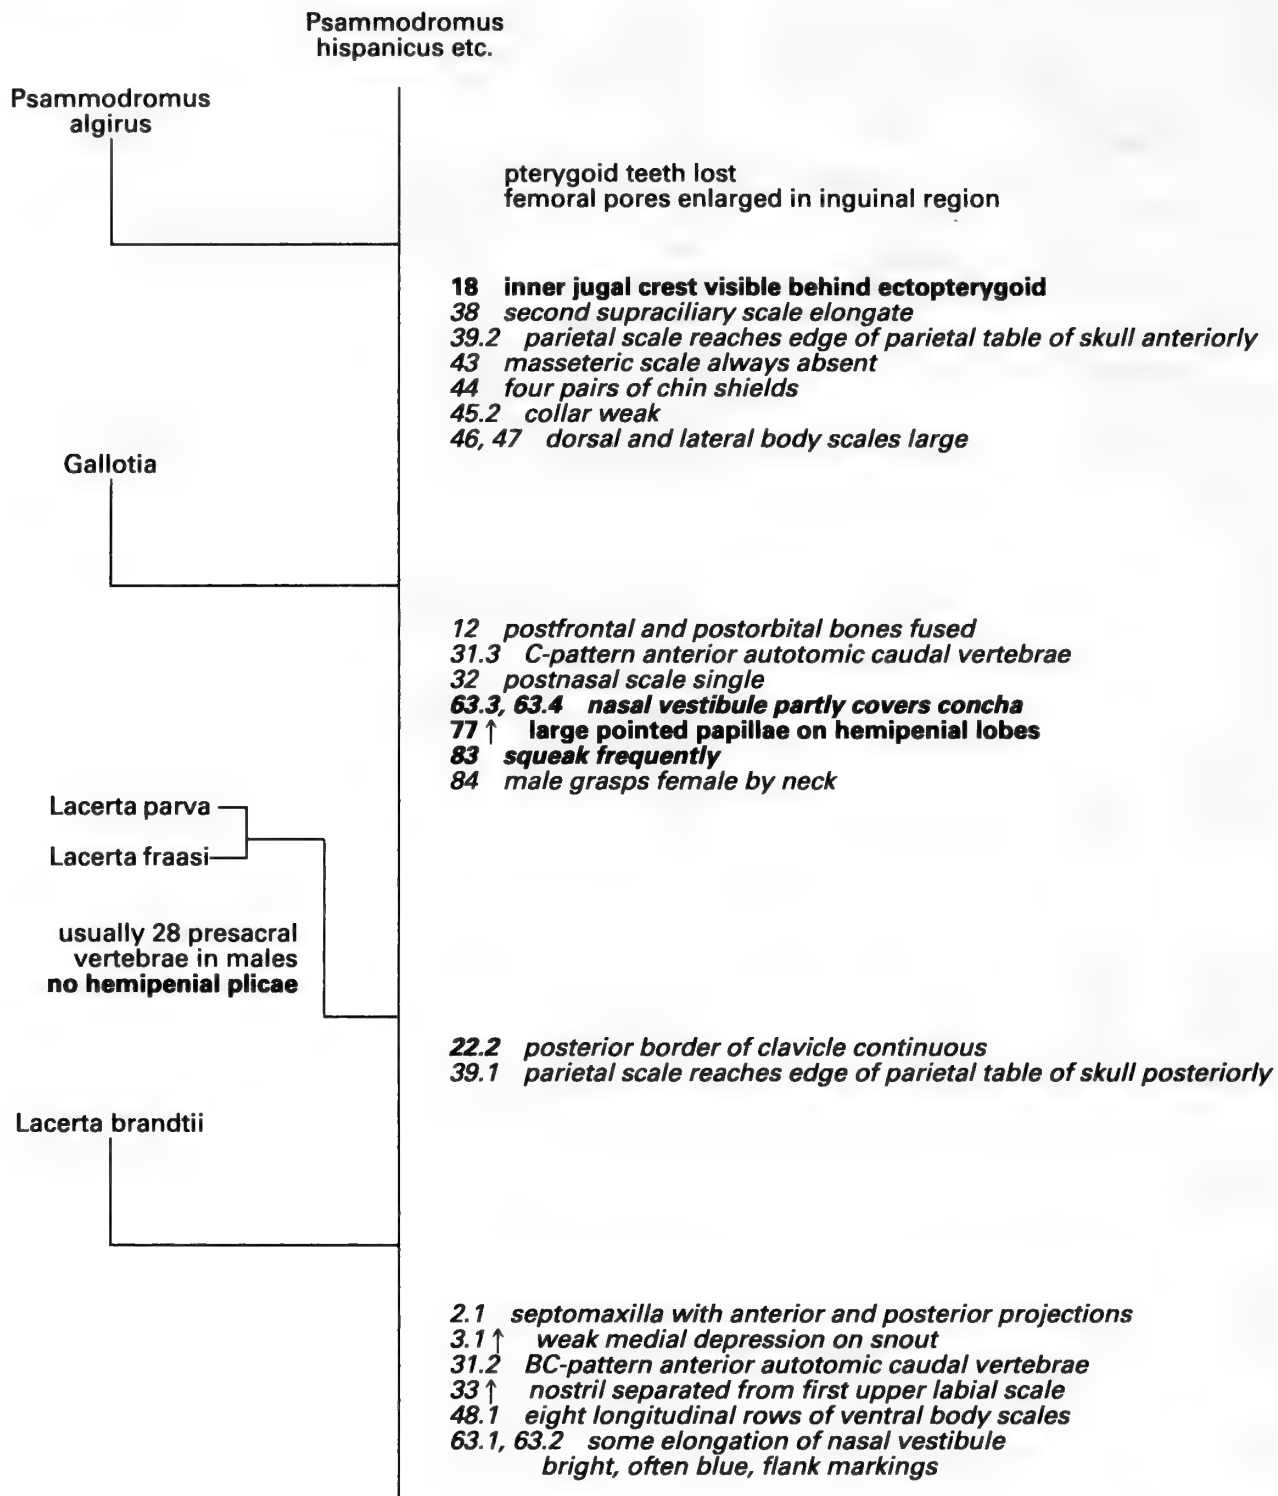 Psammodromus
hispanicus etc.
Psammodromus
algirus
pterygoid teeth lost
femoral pores enlarged in inguinal region
18 inner jugal crest visible behind ectopterygoid
38 second supraciliary scale elongate
39.2 parietal scale reaches edge of parietal table of skull anteriorly
43 masseteric scale always absent
44 four pairs of chin shields
45.2 collar weak
46, 47 dorsal and lateral body scales large
Gallotia
12 postfrontal and postorbital bones fused
31.3 C-pattern anterior autotomic caudal vertebrae
32 postnasal scale single
63.3, 63.4 nasal vestibule partly covers concha
77↑ large pointed papillae on hemipenial lobes
83 squeak frequently
84 male grasps female by neck
Lacerta parva
Lacerta fraasi
usually 28 presacral
vertebrae in males
no hemipenial plicae
22.2 posterior border of clavicle continuous
39.1 parietal scale reaches edge of parietal table of skull posteriorly
Lacerta brandtii
2.1 septomaxilla with anterior and posterior projections
3.1↑ weak medial depression on snout
31.2 BC-pattern anterior autotomic caudal vertebrae
33↑ nostril separated from first upper labial scale
48.1 eight longitudinal rows of ventral body scales
63.1, 63.2 some elongation of nasal vestibule
bright, often blue, flank markings